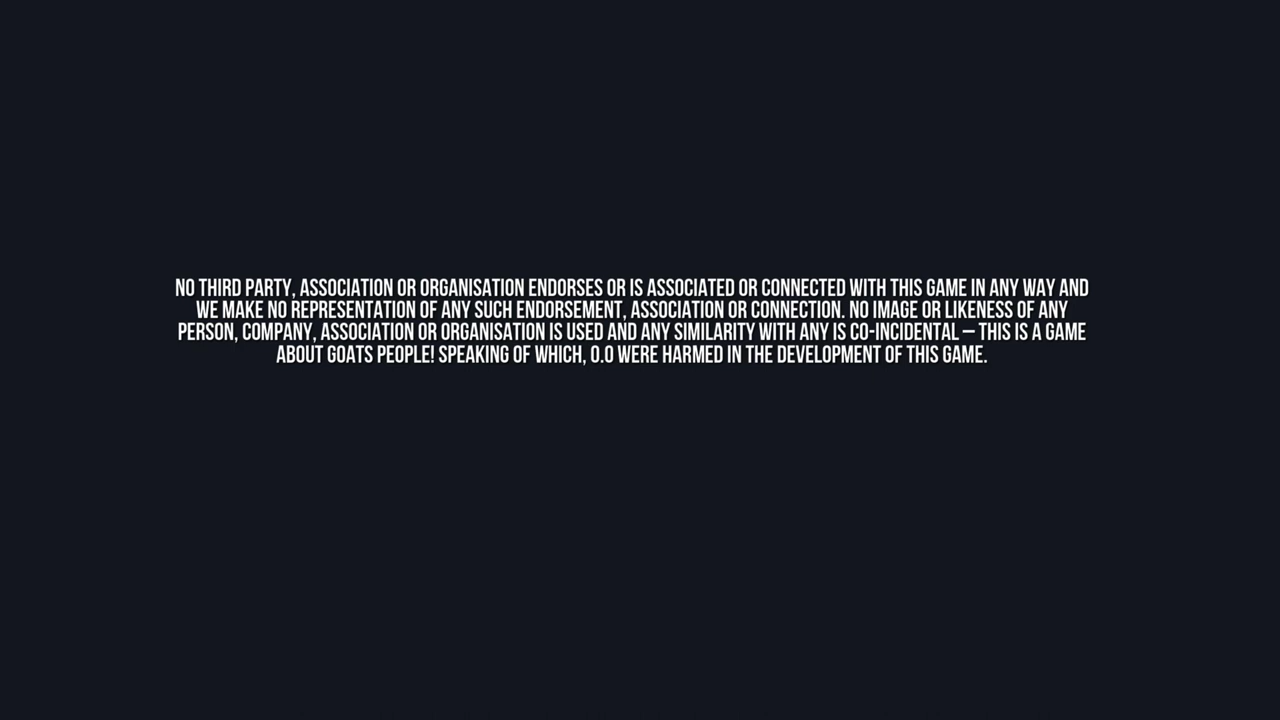 NO THIRD PARTY, ASSOCIATION OR ORGANISATION ENDORSES OR IS ASSOCIATED OR CONNECTED WITH THIS GAME IN ANY WAY AND
WE MAKE NO REPRESENTATION OF ANY SUCH ENDORSEMENT, ASSOCIATION OR CONNECTION. NO IMAGE OR LIKENESS OF ANY
PERSON, COMPANY, ASSOCIATION OR ORGANISATION IS USED AND ANY SIMILARITY WITH ANY IS CO-INCIDENTAL – THIS IS A GAME
ABOUT GOATS PEOPLE! SPEAKING OF WHICH, 0.0 WERE HARMED IN THE DEVELOPMENT OF THIS GAME.